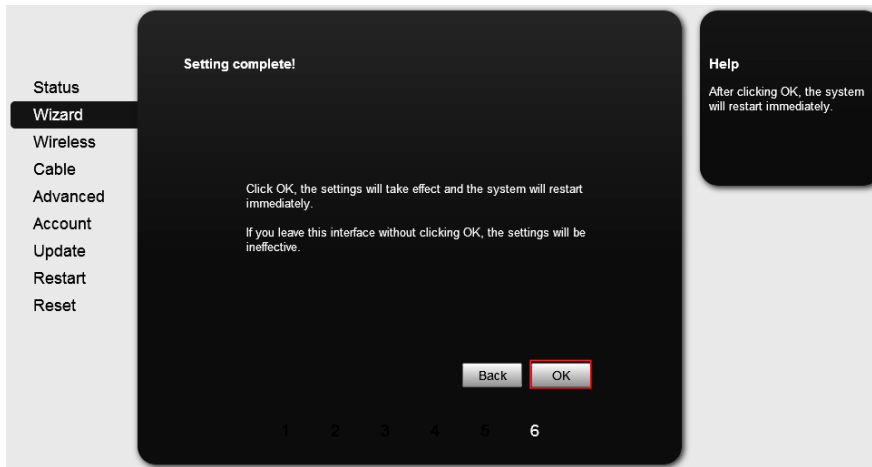 Setting complete!
Help
After clicking OK, the system
will restart immediately.
Status
Wizard
Wireless
Cable
Advanced
Account
Update
Restart
Reset
Click OK, the settings will take effect and the system will restart
immediately.
If you leave this interface without clicking OK, the settings will be
ineffective.
Back OK
1 2 3 4 5 6